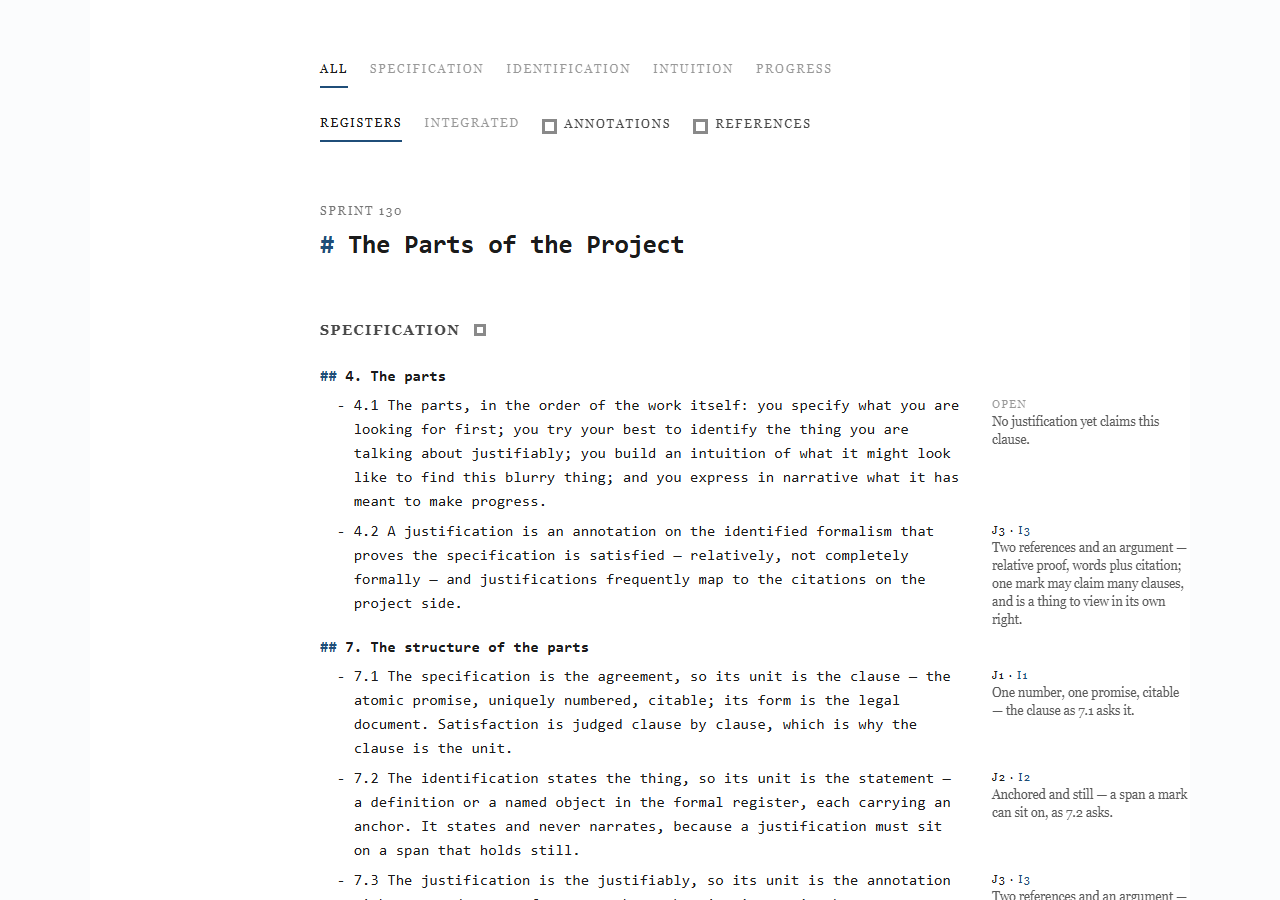 ALL SPECIFICATION IDENTIFICATION INTUITION PROGRESS
REGISTERS INTEGRATED ANNOTATIONS REFERENCES
SPRINT 130
# The Parts of the Project
SPECIFICATION
## 4. The parts
- 4.1 The parts, in the order of the work itself: you specify what you are
looking for first; you try your best to identify the thing you are
talking about justifiably; you build an intuition of what it might look
like to find this blurry thing; and you express in narrative what it has
meant to make progress.
OPEN
No justification yet claims this
clause.
- 4.2 A justification is an annotation on the identified formalism that
proves the specification is satisfied — relatively, not completely
formally — and justifications frequently map to the citations on the
project side.
J3 · I3
Two references and an argument —
relative proof, words plus citation;
one mark may claim many clauses,
and is a thing to view in its own
right.
## 7. The structure of the parts
- 7.1 The specification is the agreement, so its unit is the clause — the
atomic promise, uniquely numbered, citable; its form is the legal
document. Satisfaction is judged clause by clause, which is why the
clause is the unit.
J1 · I1
One number, one promise, citable
— the clause as 7.1 asks it.
- 7.2 The identification states the thing, so its unit is the statement —
a definition or a named object in the formal register, each carrying an
anchor. It states and never narrates, because a justification must sit
on a span that holds still.
J2 · I2
Anchored and still — a span a mark
can sit on, as 7.2 asks.
- 7.3 The justification is the justifiably, so its unit is the annotation
J3 · I3
Two references and an argument —